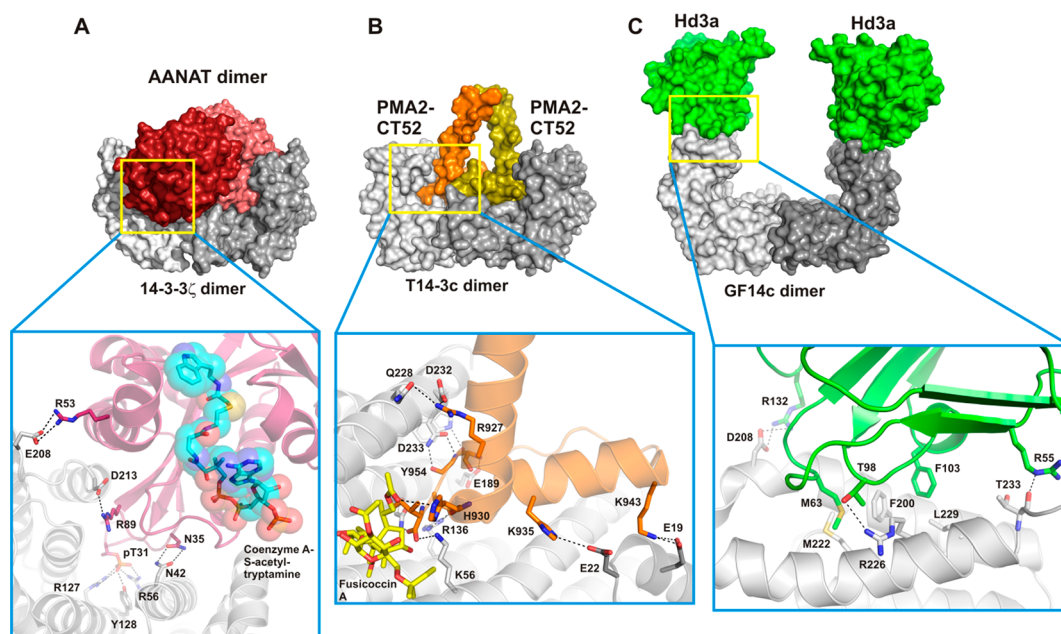 A
AANAT dimer
14-3-3ζ dimer
B
PMA2-
CT52
PMA2-
CT52
T14-3c dimer
C
Hd3a
Hd3a
GF14c dimer
R53
E208
D213
R89
pT31
N35
N42
R127
R56
Y128
Coenzyme A-
S-acetyl-
tryptamine
Q228
D232
R927
D233
Y954
E189
H930
R136
K56
K935
K943
E22
E19
Fusicoccin
A
R132
D208
T98
F103
R55
T233
M63
F200
L229
M222
R226